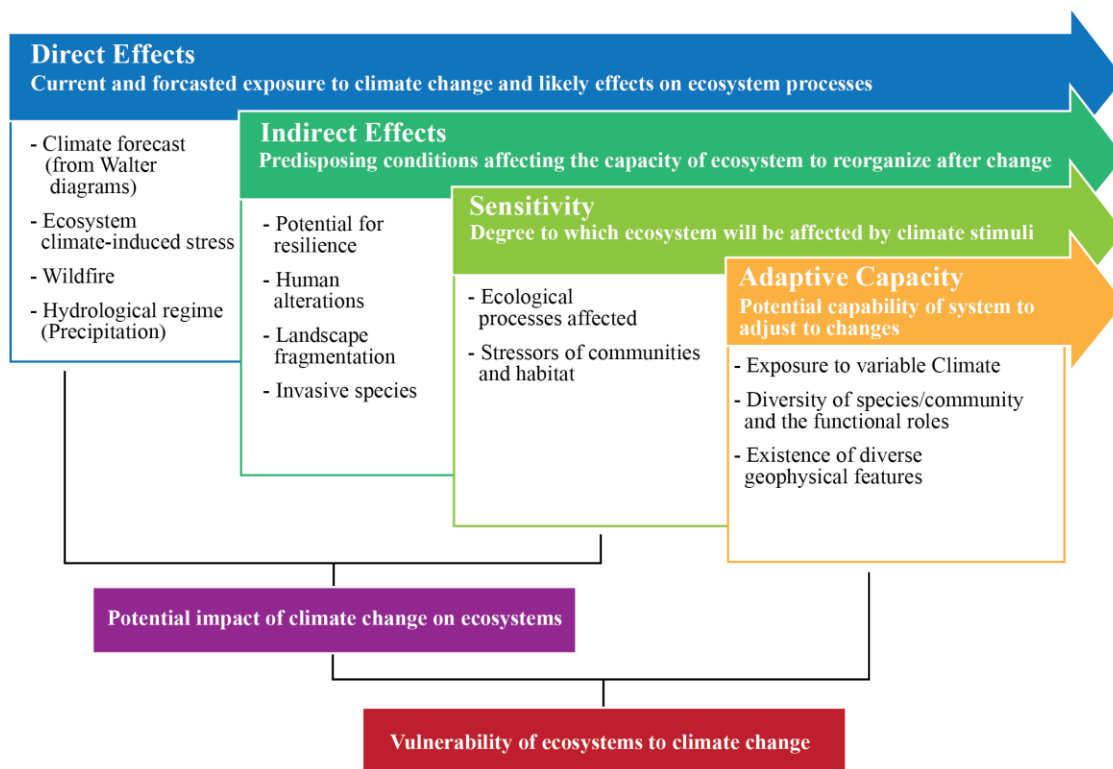 Direct Effects
Current and forcasted exposure to climate change and likely effects on ecosystem processes
- Climate forecast
(from Walter
diagrams)
- Ecosystem
climate-induced stress
- Wildfire
- Hydrological regime
(Precipitation)
Indirect Effects
Predisposing conditions affecting the capacity of ecosystem to reorganize after change
- Potential for
resilience
- Human
alterations
- Landscape
fragmentation
- Invasive species
Sensitivity
Degree to which ecosystem will be affected by climate stimuli
- Ecological
processes affected
- Stressors of communities
and habitat
Adaptive Capacity
Potential capability of system to
adjust to changes
- Exposure to variable Climate
- Diversity of species/community
and the functional roles
- Existence of diverse
geophysical features
Potential impact of climate change on ecosystems
Vulnerability of ecosystems to climate change